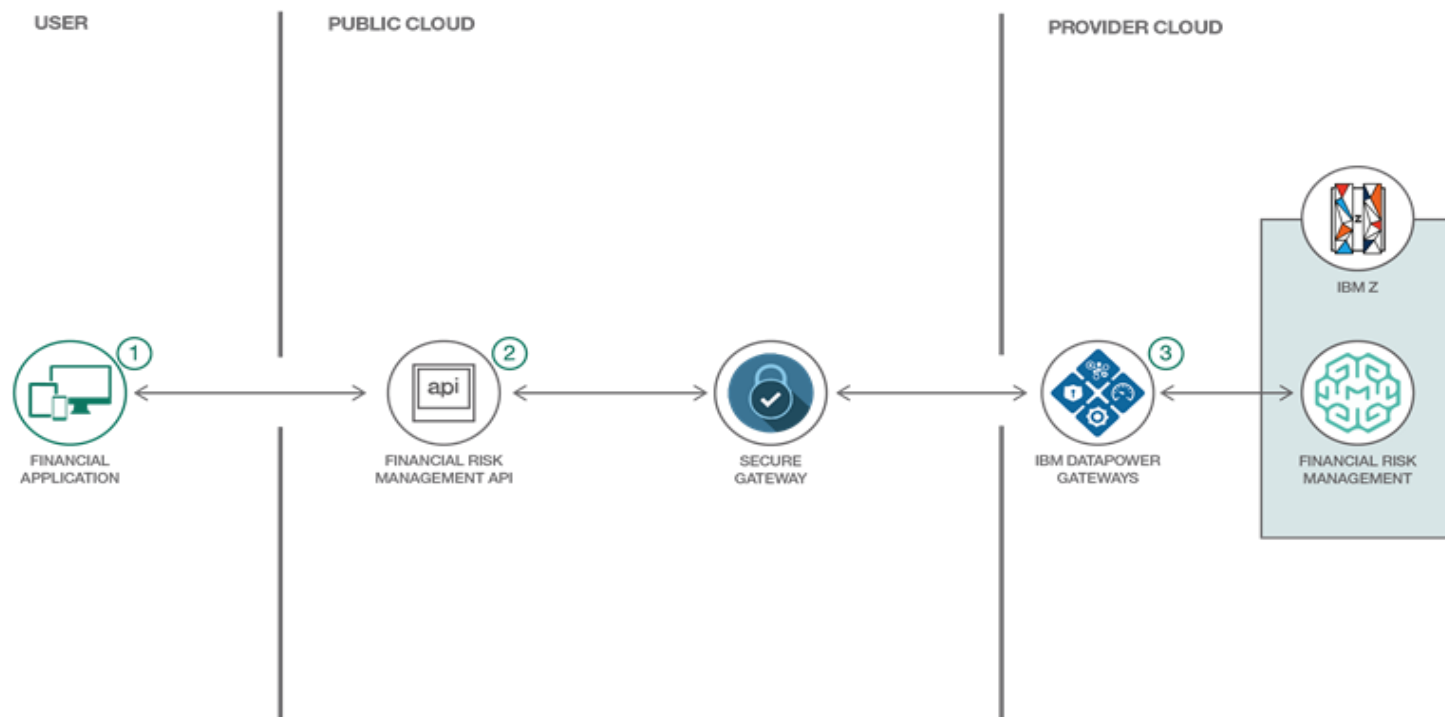 USER
PUBLIC CLOUD
PROVIDER CLOUD
Z
IBM Z
1
api
2
3
FINANCIAL
APPLICATION
FINANCIAL RISK
MANAGEMENT API
SECURE
GATEWAY
IBM DATAPOWER
GATEWAYS
FINANCIAL RISK
MANAGEMENT